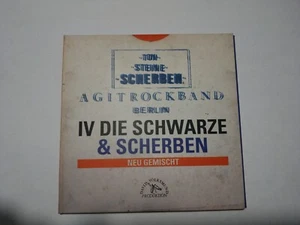 TON
STEINE
SCHERBEN
AGITROCKBAND
BERLIN
IV DIE SCHWARZE
& SCHERBEN
NEU GEMISCHT